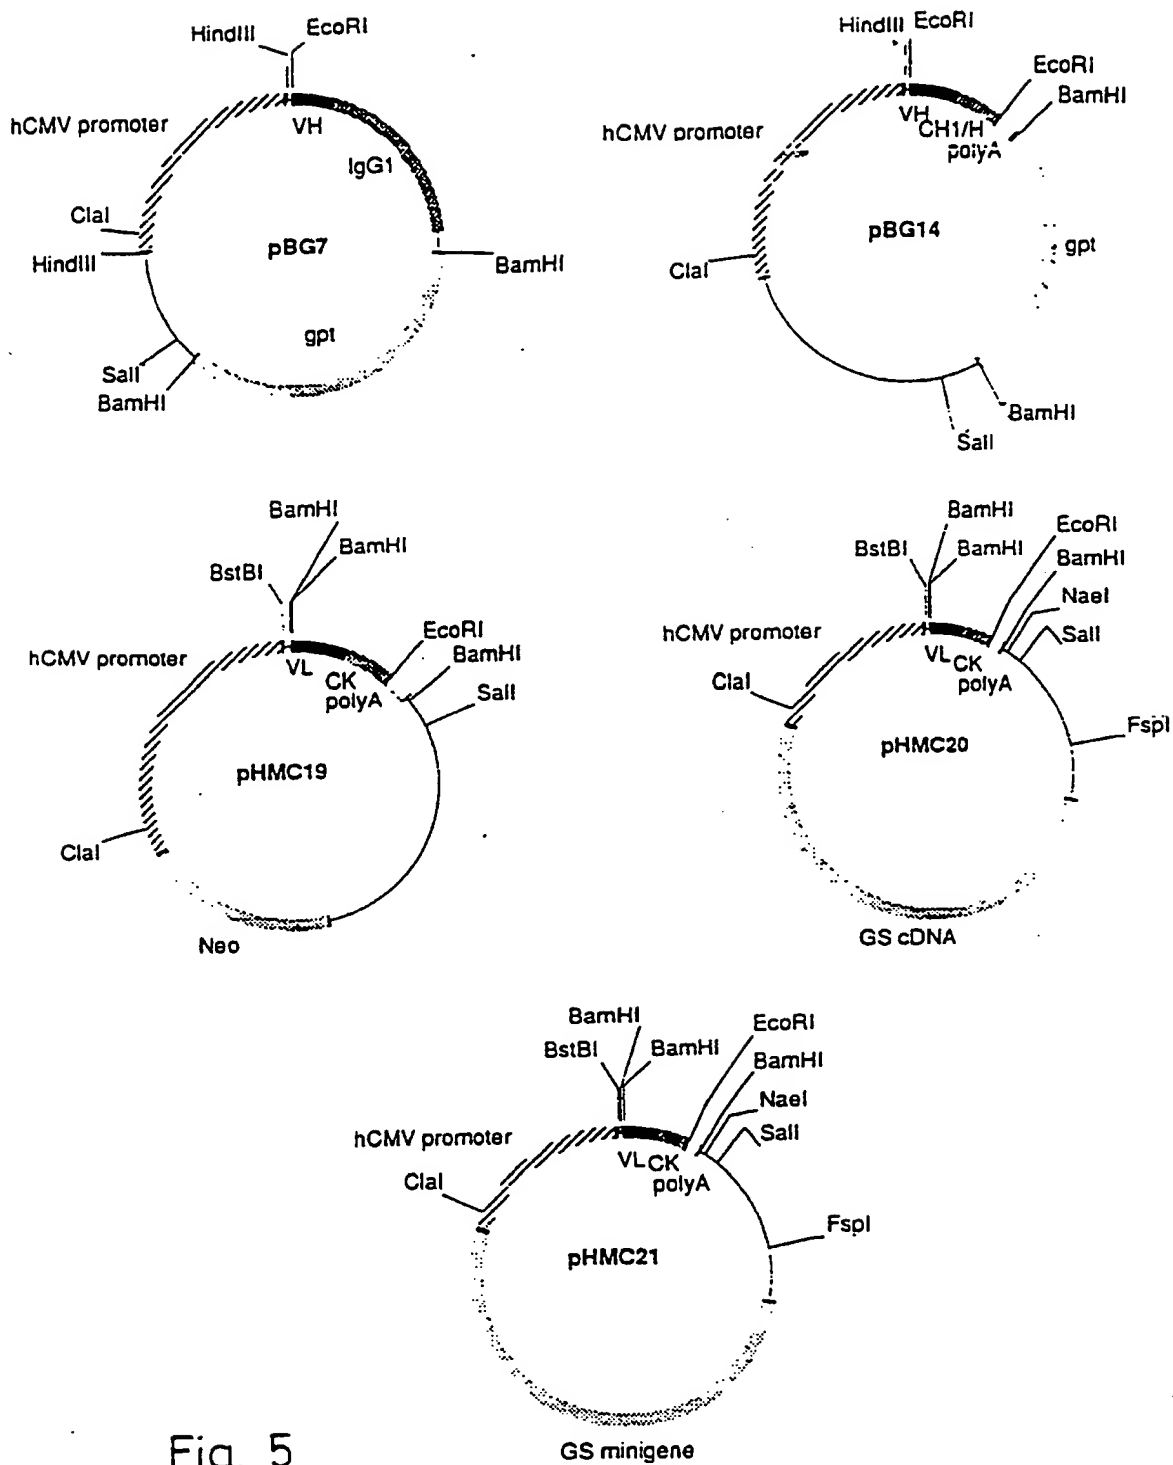 HindIII
EcoRI
hCMV promoter
VH
IgG1
ClaI
HindIII
pBG7
BamHI
gpt
SalI
BamHI
HindIII
EcoRI
EcoRI
BamHI
hCMV promoter
VH
CH1/H
polyA
pBG14
gpt
ClaI
BamHI
SalI
BamHI
BamHI
BstBI
hCMV promoter
EcoRI
BamHI
VL
CK
polyA
SalI
pHMC19
ClaI
Neo
BamHI
EcoRI
BstBI
BamHI
BamHI
NaeI
hCMV promoter
SalI
VL
CK
polyA
ClaI
FspI
pHMC20
GS cDNA
BamHI
EcoRI
BstBI
BamHI
BamHI
NaeI
hCMV promoter
SalI
VL
CK
polyA
ClaI
FspI
pHMC21
Fig. 5
GS minigene